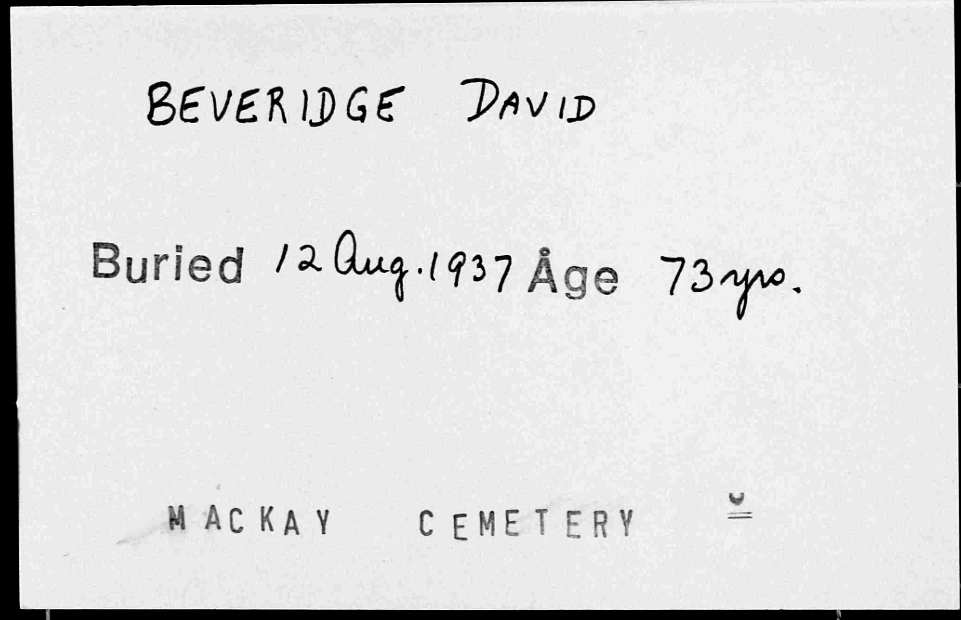 BEVERIDGE DAVID
Buried 12 Aug. 1937 Age 73 yrs.
MACKAY CEMETERY